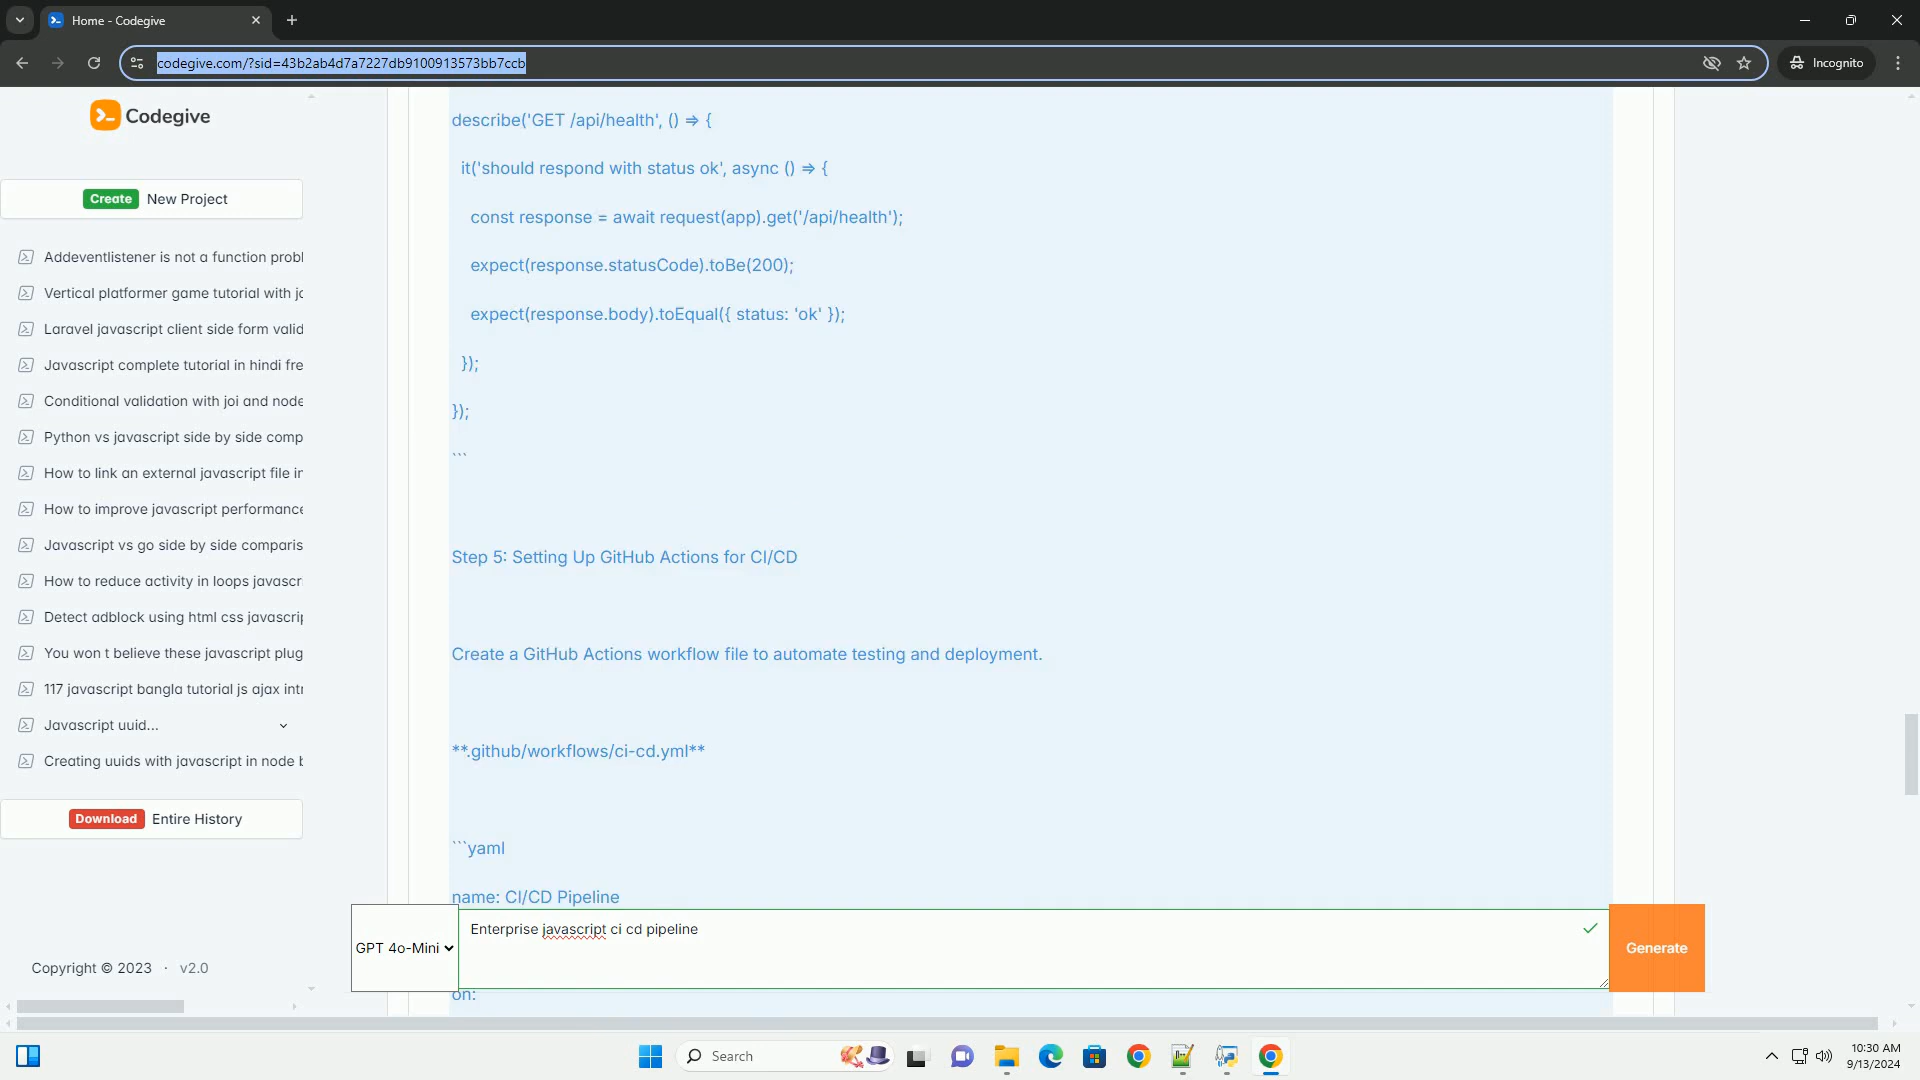 Home - Codegive
codegive.com/?sid=43b2ab4d7a7227db9100913573bb7ccb
Incognito
Codegive
Create New Project
Addeventlistener is not a function probl
Vertical platformer game tutorial with jc
Laravel javascript client side form valid
Javascript complete tutorial in hindi fre
Conditional validation with joi and node
Python vs javascript side by side comp
How to link an external javascript file ir
How to improve javascript performance
Javascript vs go side by side comparis
How to reduce activity in loops javascr
Detect adblock using html css javascrip
You won t believe these javascript plug
117 javascript bangla tutorial js ajax intr
Javascript uuid...
Creating uuids with javascript in node b
Download Entire History
Copyright © 2023 · v2.0
describe('GET /api/health', () => {
it('should respond with status ok', async () => {
const response = await request(app).get('/api/health');
expect(response.statusCode).toBe(200);
expect(response.body).toEqual({ status: 'ok' });
});
});
```
Step 5: Setting Up GitHub Actions for CI/CD
Create a GitHub Actions workflow file to automate testing and deployment.
**.github/workflows/ci-cd.yml**
```yaml
name: CI/CD Pipeline
GPT 4o-Mini
Enterprise javascript ci cd pipeline
Generate
on:
Search
10:30 AM
9/13/2024